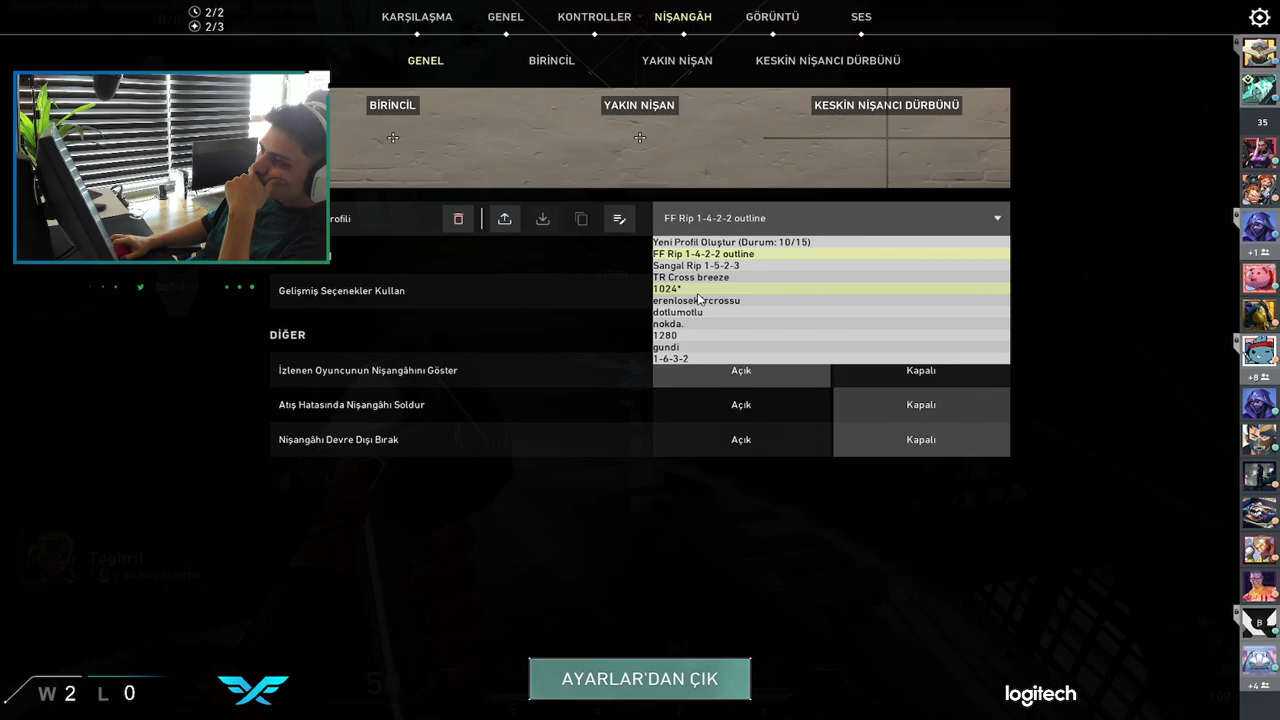 2/2
2/3
KARŞILAŞMA GENEL KONTROLLER NİŞANGÂH GÖRÜNTÜ SES
GENEL BİRİNCİL YAKIN NİŞAN KESKİN NİŞANCI DÜRBÜNÜ
BİRİNCİL YAKIN NİŞAN KESKİN NİŞANCI DÜRBÜNÜ
FF Rip 1-4-2-2 outline
Yeni Profil Oluştur (Durum: 10/15)
FF Rip 1-4-2-2 outline
Sangal Rip 1-5-2-3
TR Cross breeze
1024*
dotlumotlu
nokda.
1280
gundi
1-6-3-2
Gelişmiş Seçenekler Kullan
DİĞER
İzlenen Oyuncunun Nişangâhını Göster Açık Kapalı
Atış Hatasında Nişangâhı Soldur Açık Kapalı
Nişangâhı Devre Dışı Bırak Açık Kapalı
Toghril
AYARLAR'DAN ÇIK
W 2 L 0
logitech
35
+1
+8
B
+4